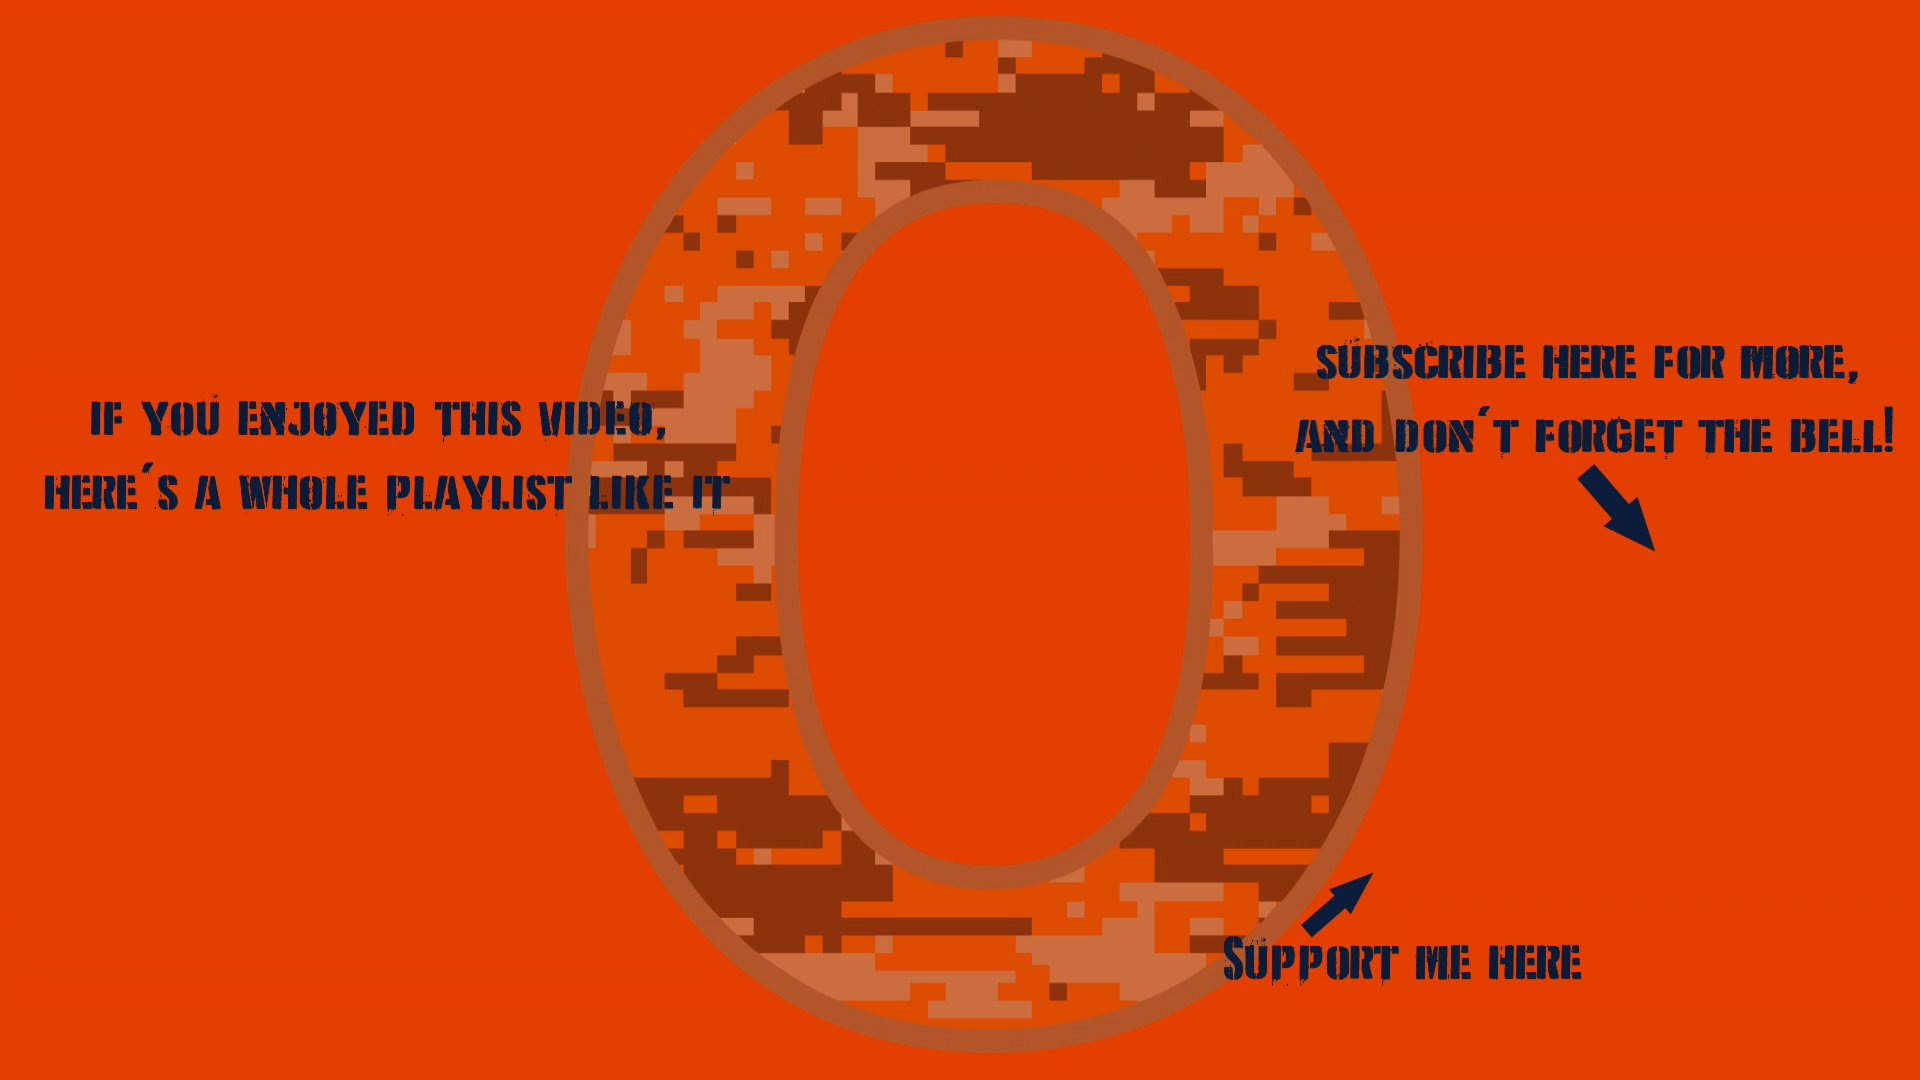 IF YOU ENJOYED THIS VIDEO,
HERE´S A WHOLE PLAYLIST LIKE IT
SUBSCRIBE HERE FOR MORE,
AND DON´T FORGET THE BELL!
SUPPORT ME HERE
O